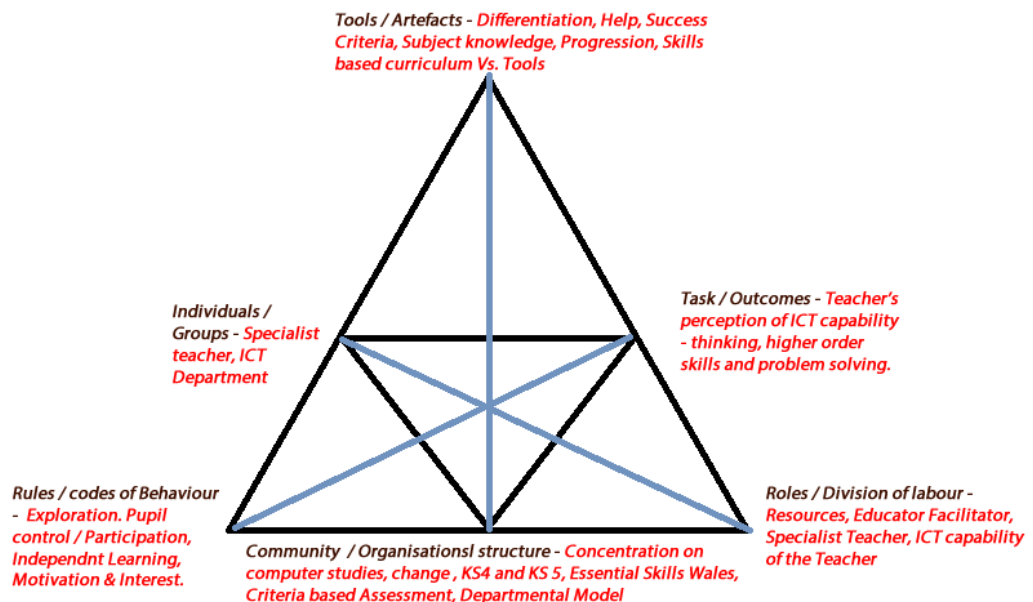 Tools / Artefacts - Differentiation, Help, Success
Criteria, Subject knowledge, Progression, Skills
based curriculum Vs. Tools
Individuals /
Groups - Specialist
teacher, ICT
Department
Task / Outcomes - Teacher's
perception of ICT capability
- thinking, higher order
skills and problem solving.
Rules / codes of Behaviour
- Exploration. Pupil
control / Participation,
Independnt Learning,
Motivation & Interest.
Community / Organisationsl structure - Concentration on
computer studies, change , KS4 and KS 5, Essential Skills Wales,
Criteria based Assessment, Departmental Model
Roles / Division of labour -
Resources, Educator Facilitator,
Specialist Teacher, ICT capability
of the Teacher